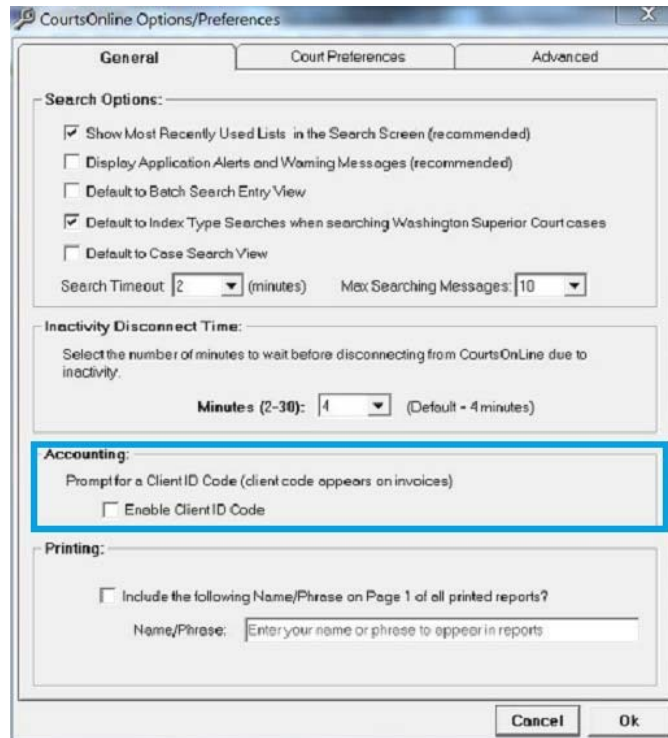 CourtsOnline Options/Preferences
General Court Preferences Advanced
Search Options:
Show Most Recently Used Lists in the Search Screen (recommended)
Display Application Alerts and Warning Messages (recommended)
Default to Batch Search Entry View
Default to Index Type Searches when searching Washington Superior Court cases
Default to Case Search View
Search Timeout 2 (minutes) Max Searching Messages: 10
Inactivity Disconnect Time:
Select the number of minutes to wait before disconnecting from CourtsOnLine due to
inactivity.
Minutes (2-30): 4 (Default - 4 minutes)
Accounting:
Prompt for a Client ID Code (client code appears on invoices)
Enable Client ID Code
Printing:
Include the following Name/Phrase on Page 1 of all printed reports?
Name/Phrase: Enter your name or phrase to appear in reports
Cancel Ok